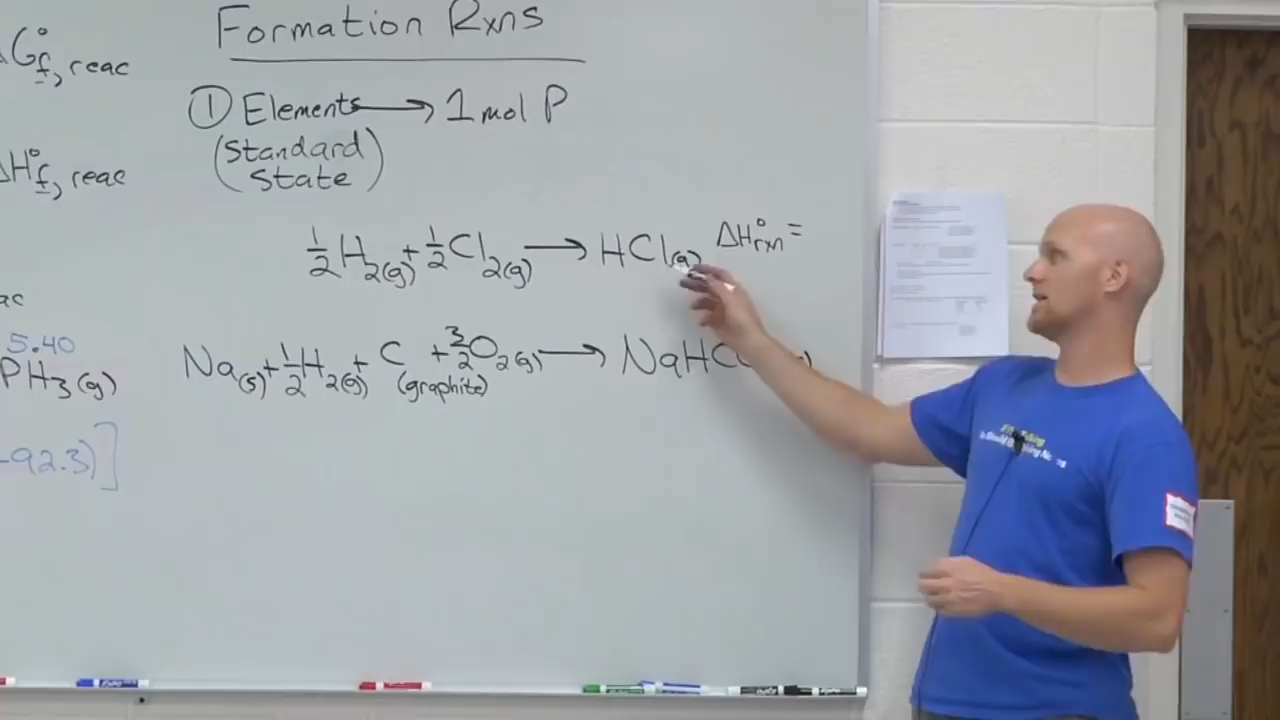 Formation Rxns
ΔG°f, reac
① Elements → 1 mol P
(Standard State)
ΔH°f, reac
½H2(g) + ½Cl2(g) → HCl(g) ΔH°rxn =
ac
5.40
PH3(g)
Na(s) + ½H2(g) + C (graphite) + 3/2 O2(g) → NaHC
-92.3)]